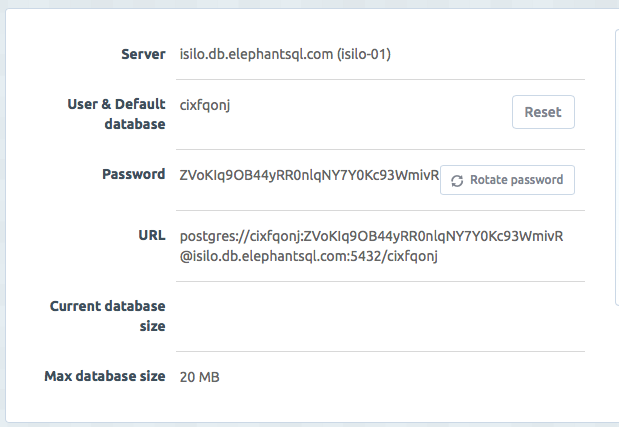 Server isilo.db.elephantsql.com (isilo-01)
User & Default
database
cixfqonj
Reset
Password ZVoKIq9OB44yRR0nlqNY7Y0Kc93WmivR Rotate password
URL postgres://cixfqonj:ZVoKIq9OB44yRR0nlqNY7Y0Kc93WmivR
@isilo.db.elephantsql.com:5432/cixfqonj
Current database
size
Max database size 20 MB